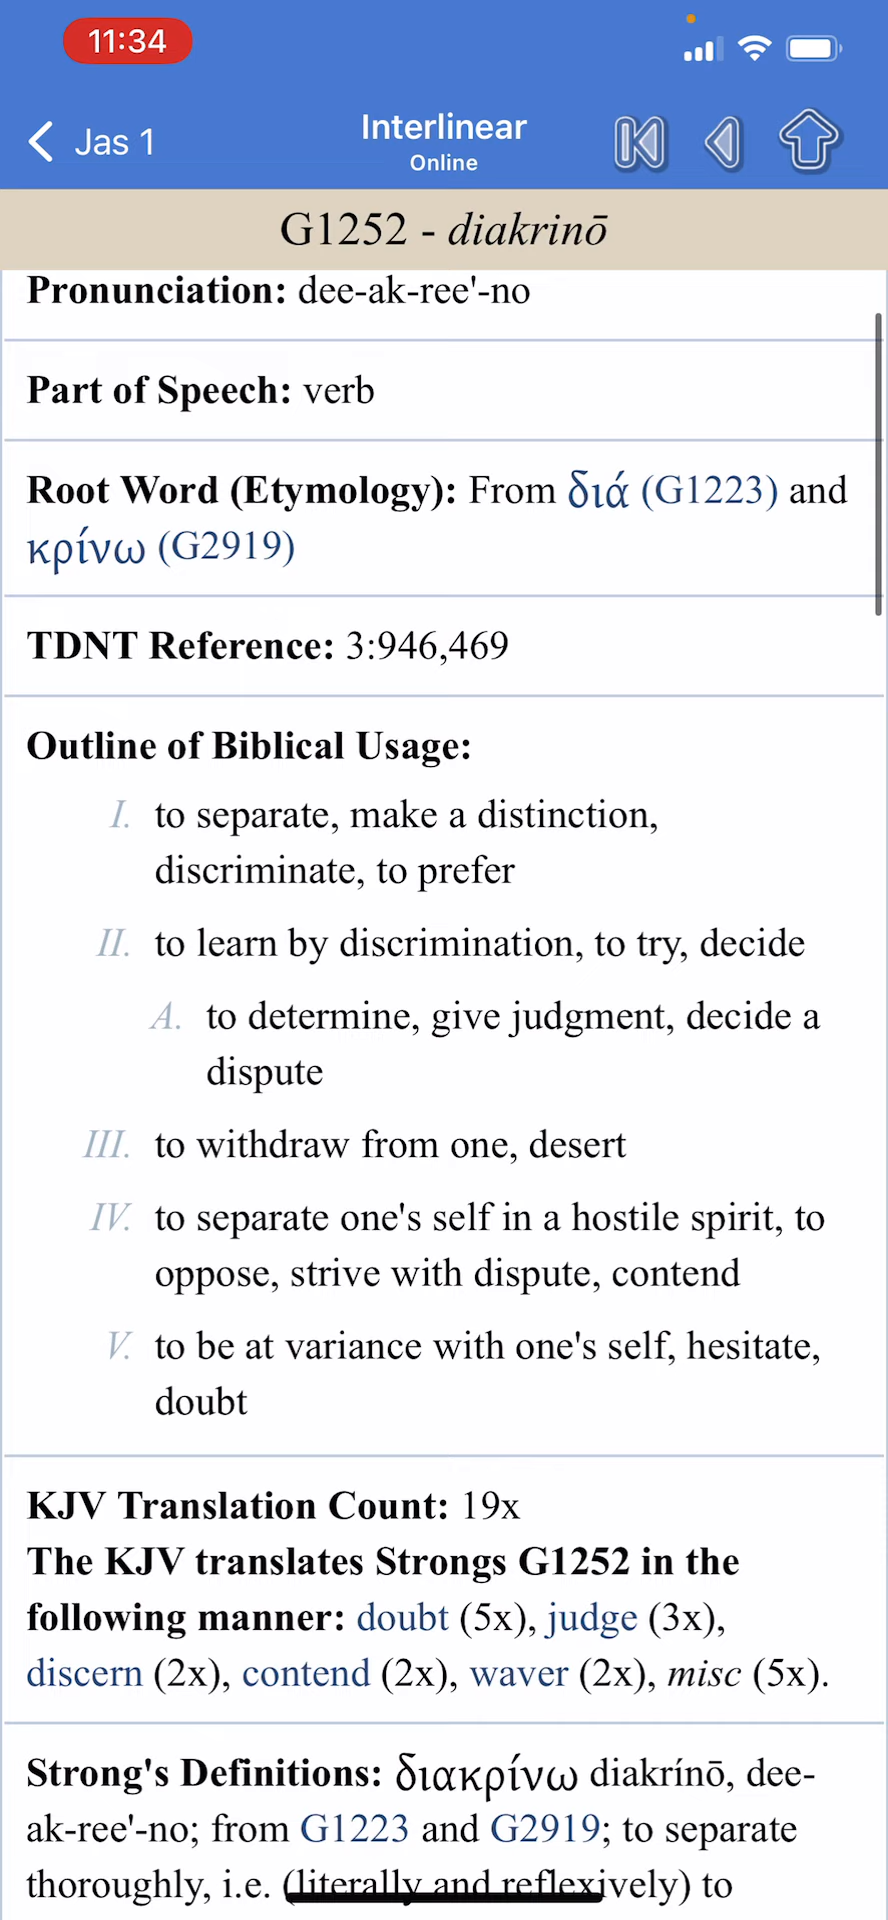 11:34
Jas 1
Interlinear
Online
G1252 - diakrinō
Pronunciation: dee-ak-ree'-no
Part of Speech: verb
Root Word (Etymology): From διά (G1223) and
κρίνω (G2919)
TDNT Reference: 3:946,469
Outline of Biblical Usage:
I. to separate, make a distinction,
discriminate, to prefer
II. to learn by discrimination, to try, decide
A. to determine, give judgment, decide a
dispute
III. to withdraw from one, desert
IV. to separate one's self in a hostile spirit, to
oppose, strive with dispute, contend
V. to be at variance with one's self, hesitate,
doubt
KJV Translation Count: 19x
The KJV translates Strongs G1252 in the
following manner: doubt (5x), judge (3x),
discern (2x), contend (2x), waver (2x), misc (5x).
Strong's Definitions: διακρίνω diakrínō, dee-
ak-ree'-no; from G1223 and G2919; to separate
thoroughly, i.e. (literally and reflexively) to